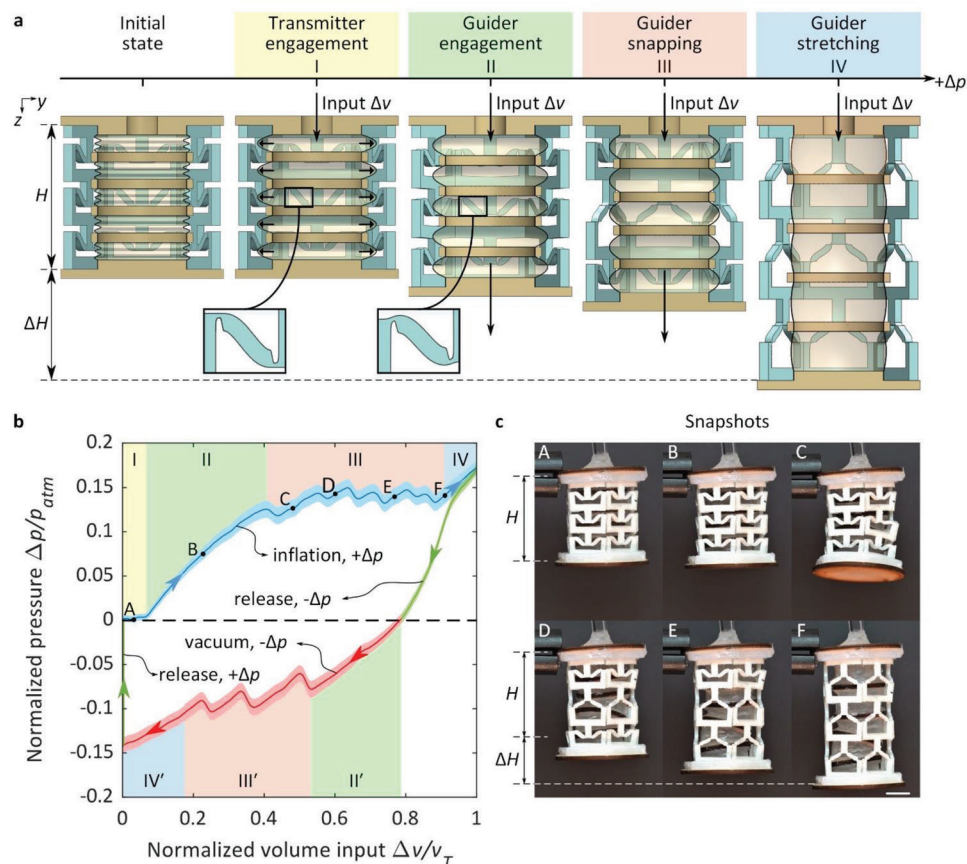 a
Initial
state
Transmitter
engagement
I
Guider
engagement
II
Guider
snapping
III
Guider
stretching
IV
+Δp
y
z
Input Δv
Input Δv
Input Δv
Input Δv
H
ΔH
b
Normalized pressure Δp/p_atm
0.2
0.15
0.1
0.05
0
-0.05
-0.1
-0.15
-0.2
I
II
III
IV
A
B
C
D
E
F
inflation, +Δp
release, -Δp
vacuum, -Δp
release, +Δp
IV′
III′
II′
0
0.2
0.4
0.6
0.8
1
Normalized volume input Δv/v_T
c
Snapshots
A
B
C
H
D
E
F
H
ΔH